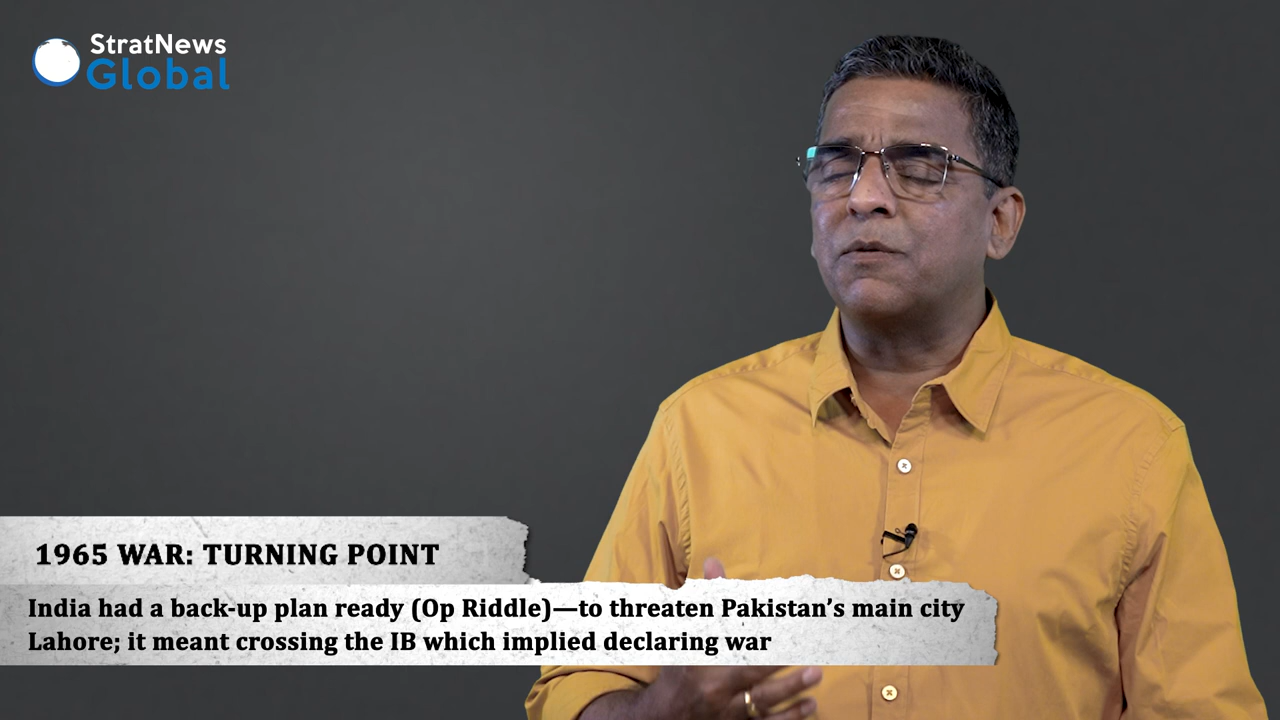 StratNews
Global
1965 WAR: TURNING POINT
India had a back-up plan ready (Op Riddle)—to threaten Pakistan’s main city
Lahore; it meant crossing the IB which implied declaring war